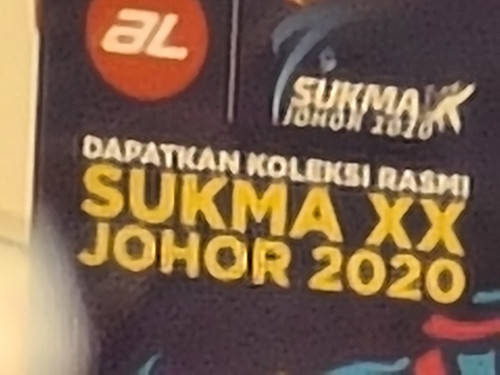 aL
SUKMA XX
JOHOR 2020
DAPATKAN KOLEKSI RASMI
SUKMA XX
JOHOR 2020